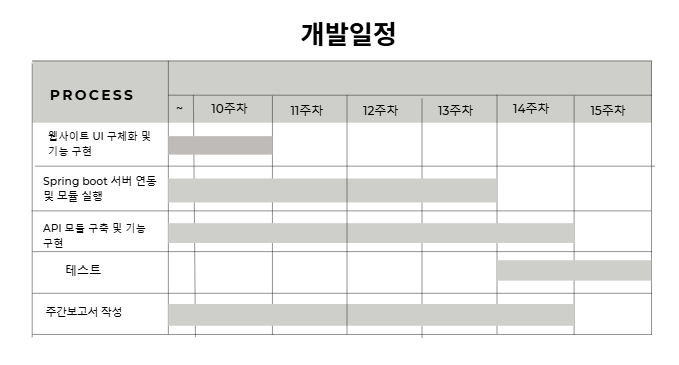 개발일정
PROCESS
~ 10주차 11주차 12주차 13주차 14주차 15주차
웹사이트 UI 구체화 및
기능 구현
Spring boot 서버 연동
및 모듈 실행
API 모듈 구축 및 기능
구현
테스트
주간보고서 작성